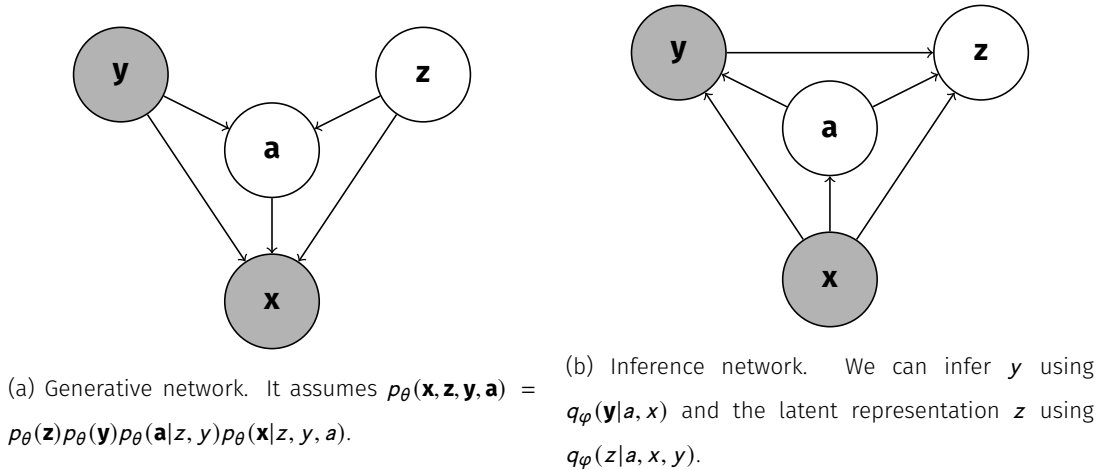 y
z
a
x
(a) Generative network. It assumes pθ(x, z, y, a) =
pθ(z)pθ(y)pθ(a|z, y)pθ(x|z, y, a).
y
z
a
x
(b) Inference network. We can infer y using
qφ(y|a, x) and the latent representation z using
qφ(z|a, x, y).